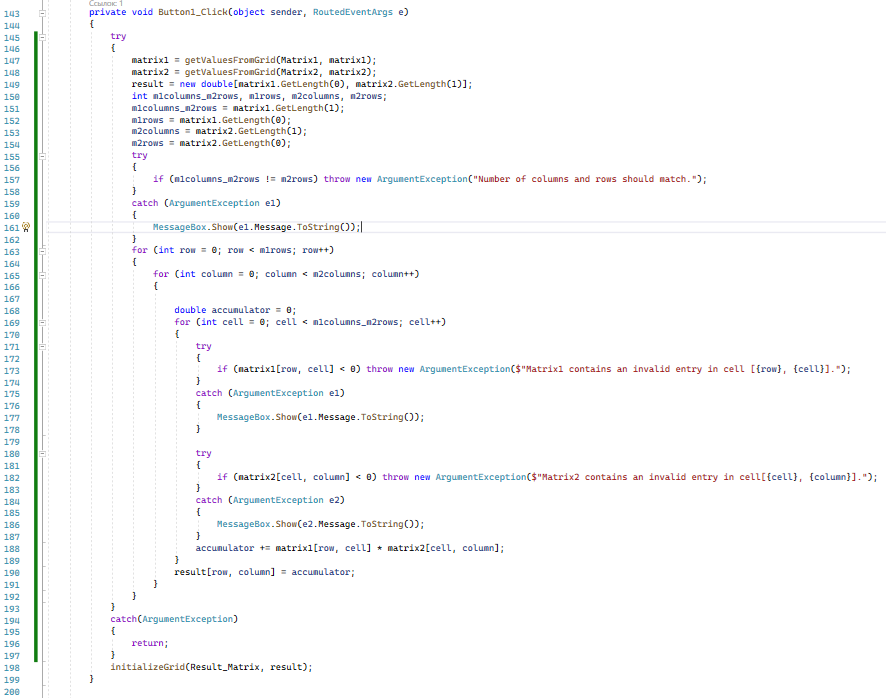 Ссылок: 1
143 private void Button1_Click(object sender, RoutedEventArgs e)
144 {
145 try
146 {
147 matrix1 = getValuesFromGrid(Matrix1, matrix1);
148 matrix2 = getValuesFromGrid(Matrix2, matrix2);
149 result = new double[matrix1.GetLength(0), matrix2.GetLength(1)];
150 int m1columns_m2rows, m1rows, m2columns, m2rows;
151 m1columns_m2rows = matrix1.GetLength(1);
152 m1rows = matrix1.GetLength(0);
153 m2columns = matrix2.GetLength(1);
154 m2rows = matrix2.GetLength(0);
155 try
156 {
157 if (m1columns_m2rows != m2rows) throw new ArgumentException("Number of columns and rows should match.");
158 }
159 catch (ArgumentException e1)
160 {
161 MessageBox.Show(e1.Message.ToString());
162 }
163 for (int row = 0; row < m1rows; row++)
164 {
165 for (int column = 0; column < m2columns; column++)
166 {
167
168 double accumulator = 0;
169 for (int cell = 0; cell < m1columns_m2rows; cell++)
170 {
171 try
172 {
173 if (matrix1[row, cell] < 0) throw new ArgumentException($"Matrix1 contains an invalid entry in cell [{row}, {cell}].");
174 }
175 catch (ArgumentException e1)
176 {
177 MessageBox.Show(e1.Message.ToString());
178 }
179
180 try
181 {
182 if (matrix2[cell, column] < 0) throw new ArgumentException($"Matrix2 contains an invalid entry in cell[{cell}, {column}].");
183 }
184 catch (ArgumentException e2)
185 {
186 MessageBox.Show(e2.Message.ToString());
187 }
188 accumulator += matrix1[row, cell] * matrix2[cell, column];
189 }
190 result[row, column] = accumulator;
191 }
192 }
193 }
194 catch(ArgumentException)
195 {
196 return;
197 }
198 initializeGrid(Result_Matrix, result);
199 }
200